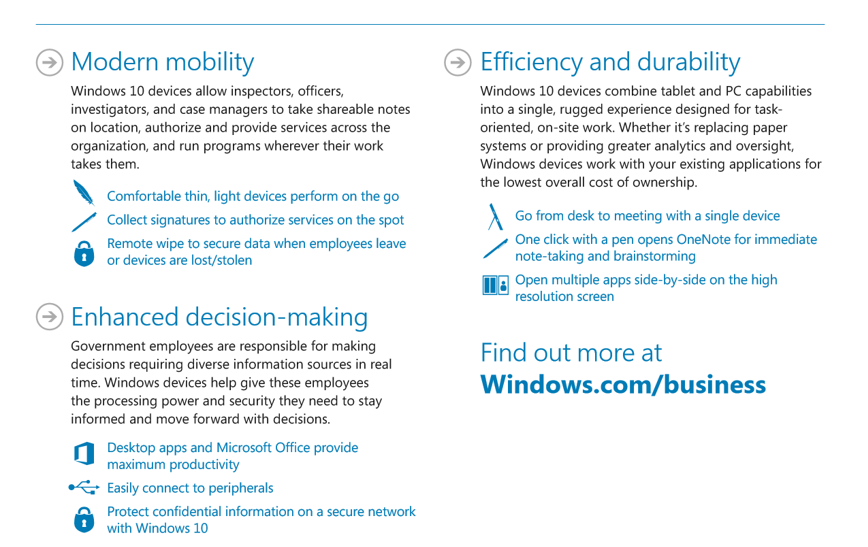 Modern mobility
Windows 10 devices allow inspectors, officers,
investigators, and case managers to take shareable notes
on location, authorize and provide services across the
organization, and run programs wherever their work
takes them.
Comfortable thin, light devices perform on the go
Collect signatures to authorize services on the spot
Remote wipe to secure data when employees leave
or devices are lost/stolen
Enhanced decision-making
Government employees are responsible for making
decisions requiring diverse information sources in real
time. Windows devices help give these employees
the processing power and security they need to stay
informed and move forward with decisions.
Desktop apps and Microsoft Office provide
maximum productivity
Easily connect to peripherals
Protect confidential information on a secure network
with Windows 10
Efficiency and durability
Windows 10 devices combine tablet and PC capabilities
into a single, rugged experience designed for task-
oriented, on-site work. Whether it's replacing paper
systems or providing greater analytics and oversight,
Windows devices work with your existing applications for
the lowest overall cost of ownership.
Go from desk to meeting with a single device
One click with a pen opens OneNote for immediate
note-taking and brainstorming
Open multiple apps side-by-side on the high
resolution screen
Find out more at
Windows.com/business